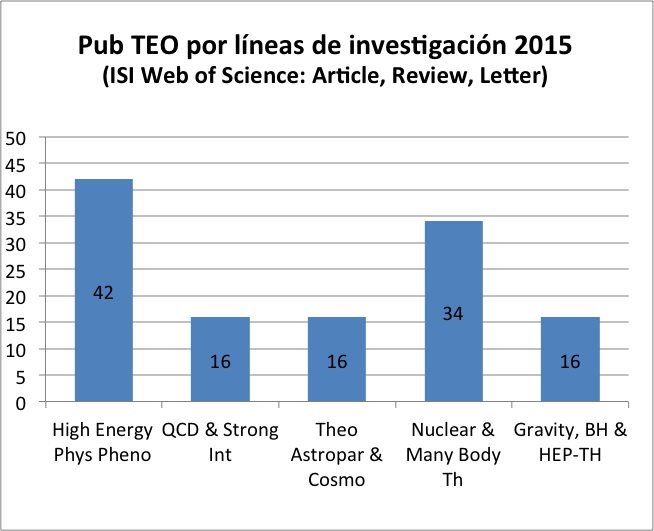 Pub TEO por líneas de investigación 2015
(ISI Web of Science: Article, Review, Letter)
50
45
40
35
30
25
20
15
10
5
0
42
16
16
34
16
High Energy
Phys Pheno
QCD & Strong
Int
Theo
Astropar &
Cosmo
Nuclear &
Many Body
Th
Gravity, BH &
HEP-TH